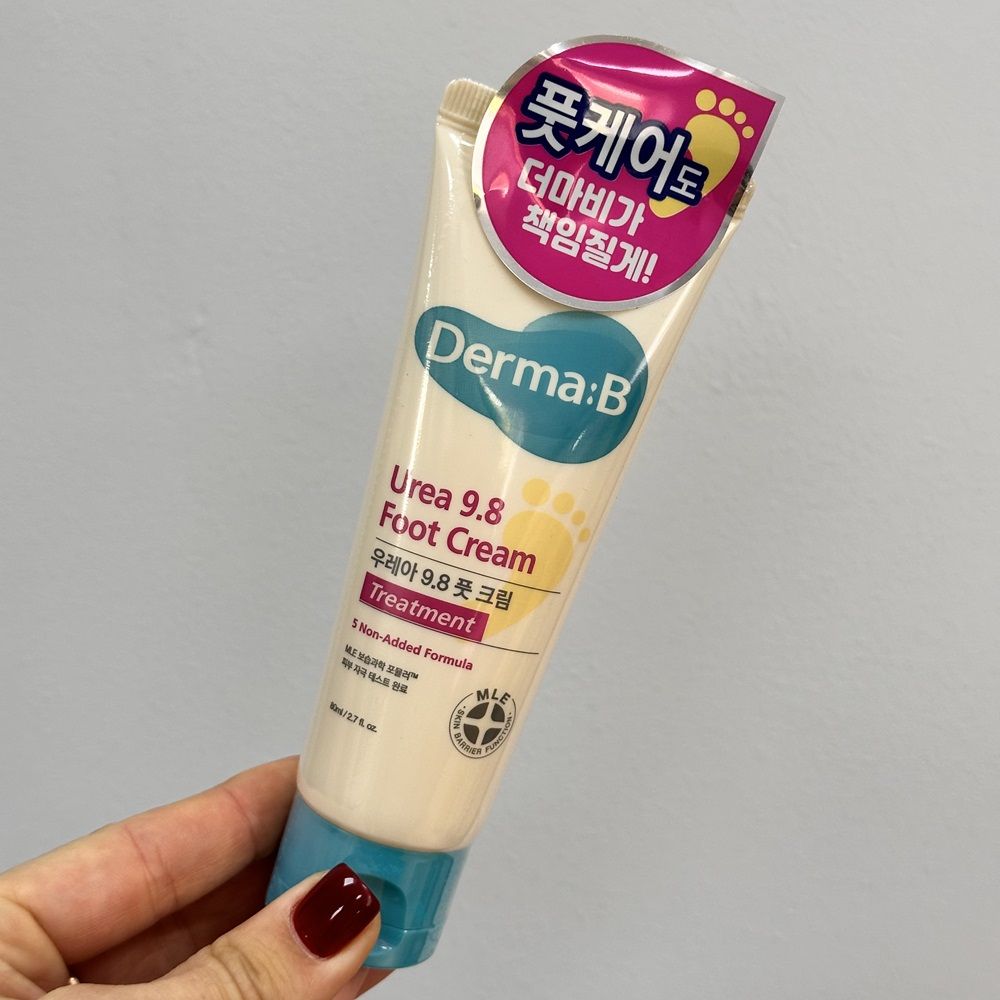 풋케어도
더마비가
책임질게!
Derma:B
Urea 9.8
Foot Cream
우레아 9.8 풋 크림
Treatment
5 Non-Added Formula
MLE 보습과학 포뮬러™
피부 자극 테스트 완료
80ml / 2.7 fl. oz.
MLE
• SKIN BARRIER FUNCTION •